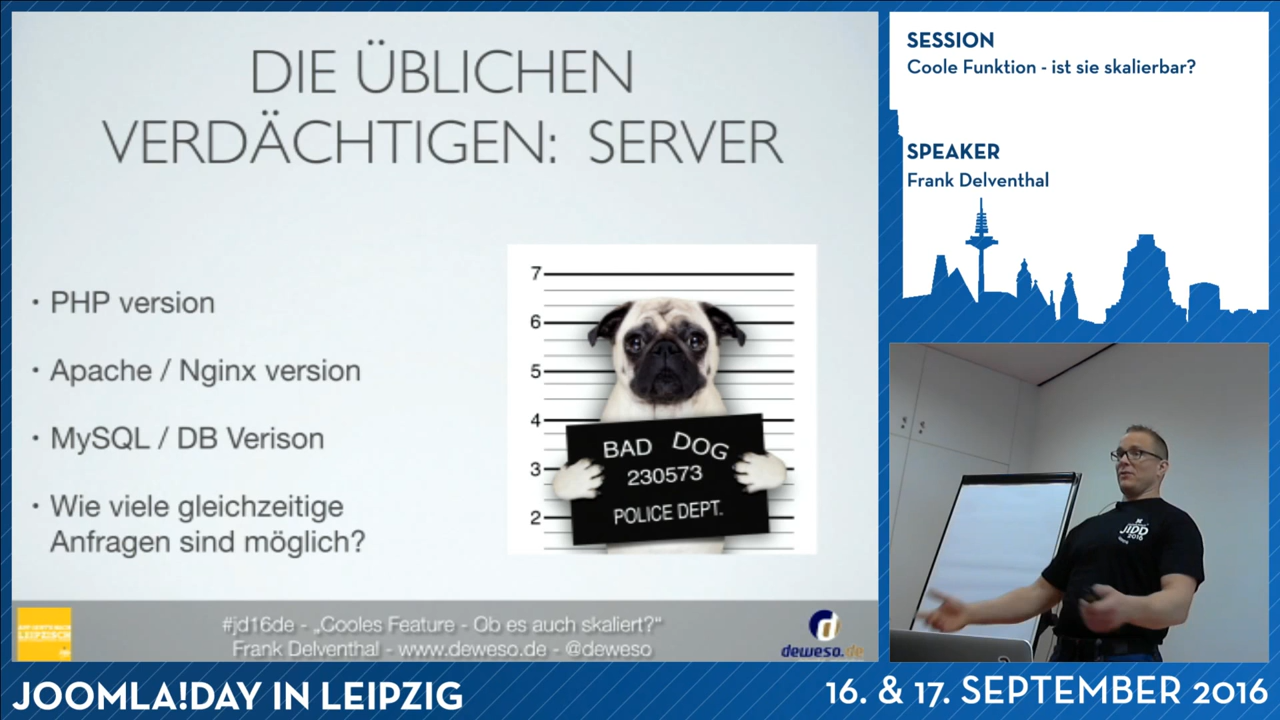 DIE ÜBLICHEN
VERDÄCHTIGEN: SERVER
• PHP version
• Apache / Nginx version
• MySQL / DB Verison
• Wie viele gleichzeitige
Anfragen sind möglich?
7
6
5
4
3
2
BAD DOG
230573
POLICE DEPT.
#jd16de - „Cooles Feature - Ob es auch skaliert?“
Frank Delventhal - www.deweso.de - @deweso
deweso.de
SESSION
Coole Funktion - ist sie skalierbar?
SPEAKER
Frank Delventhal
JDD
2016
JOOMLA!DAY IN LEIPZIG
16. & 17. SEPTEMBER 2016